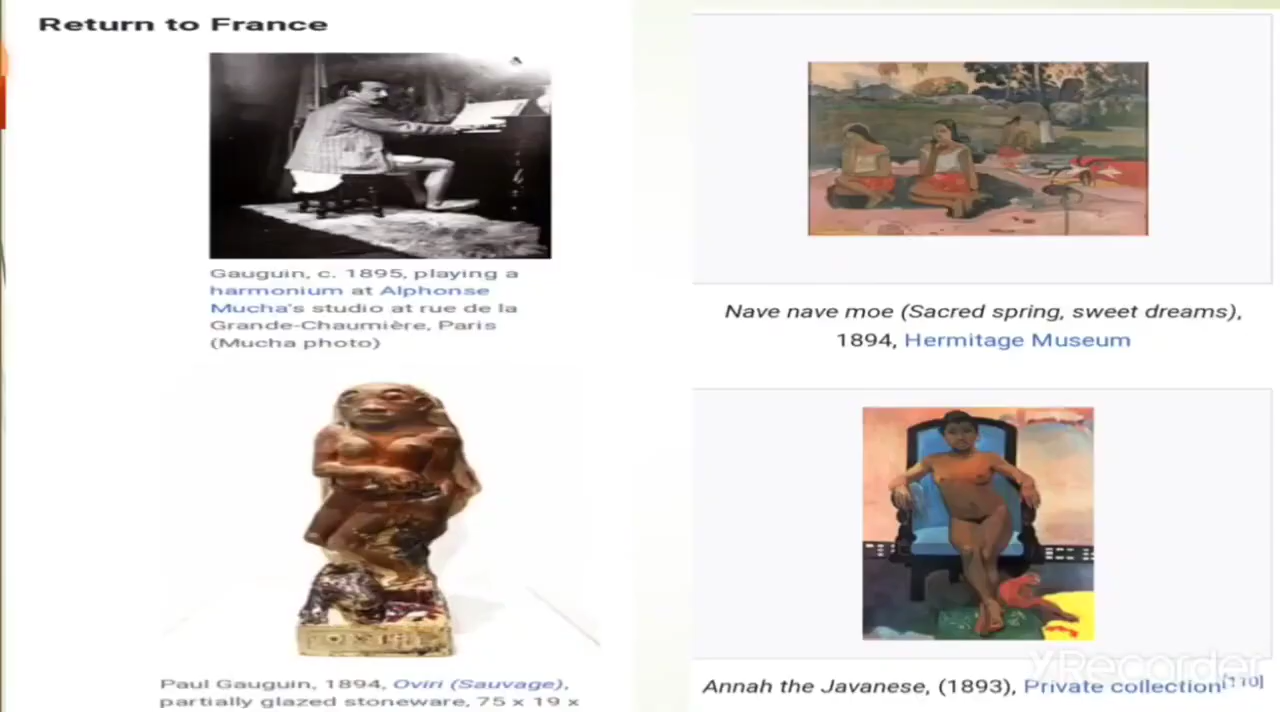 Return to France
Gauguin, c. 1895, playing a
harmonium at Alphonse
Mucha's studio at rue de la
Grande-Chaumière, Paris
(Mucha photo)
Paul Gauguin, 1894, Oviri (Sauvage),
partially glazed stoneware, 75 x 19 x
Nave nave moe (Sacred spring, sweet dreams),
1894, Hermitage Museum
Annah the Javanese, (1893), Private collection[110]
XRecorder